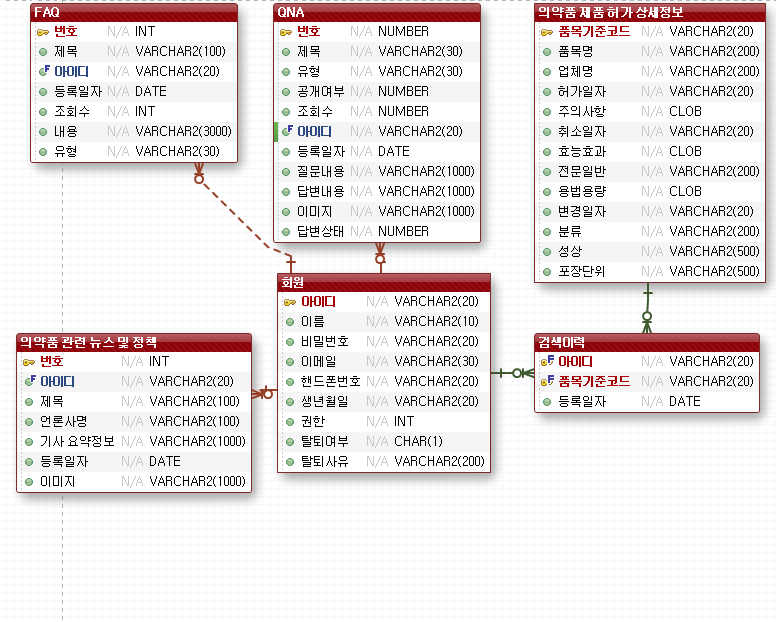 FAQ
번호 N/A INT
제목 N/A VARCHAR2(100)
아이디 N/A VARCHAR2(20)
등록일자 N/A DATE
조회수 N/A INT
내용 N/A VARCHAR2(3000)
유형 N/A VARCHAR2(30)
QNA
번호 N/A NUMBER
제목 N/A VARCHAR2(30)
유형 N/A VARCHAR2(30)
공개여부 N/A NUMBER
조회수 N/A NUMBER
아이디 N/A VARCHAR2(20)
등록일자 N/A DATE
질문내용 N/A VARCHAR2(1000)
답변내용 N/A VARCHAR2(1000)
이미지 N/A VARCHAR2(1000)
답변상태 N/A NUMBER
의약품 제품 허가 상세정보
품목기준코드 N/A VARCHAR2(20)
품목명 N/A VARCHAR2(200)
업체명 N/A VARCHAR2(200)
허가일자 N/A VARCHAR2(20)
주의사항 N/A CLOB
취소일자 N/A VARCHAR2(20)
효능효과 N/A CLOB
전문일반 N/A VARCHAR2(200)
용법용량 N/A CLOB
변경일자 N/A VARCHAR2(20)
분류 N/A VARCHAR2(200)
성상 N/A VARCHAR2(500)
포장단위 N/A VARCHAR2(500)
회원
아이디 N/A VARCHAR2(20)
이름 N/A VARCHAR2(10)
비밀번호 N/A VARCHAR2(20)
이메일 N/A VARCHAR2(30)
핸드폰번호 N/A VARCHAR2(20)
생년월일 N/A VARCHAR2(20)
권한 N/A INT
탈퇴여부 N/A CHAR(1)
탈퇴사유 N/A VARCHAR2(200)
의약품 관련 뉴스 및 정책
번호 N/A INT
아이디 N/A VARCHAR2(20)
제목 N/A VARCHAR2(100)
언론사명 N/A VARCHAR2(100)
기사 요약정보 N/A VARCHAR2(1000)
등록일자 N/A DATE
이미지 N/A VARCHAR2(1000)
검색이력
아이디 N/A VARCHAR2(20)
품목기준코드 N/A VARCHAR2(20)
등록일자 N/A DATE